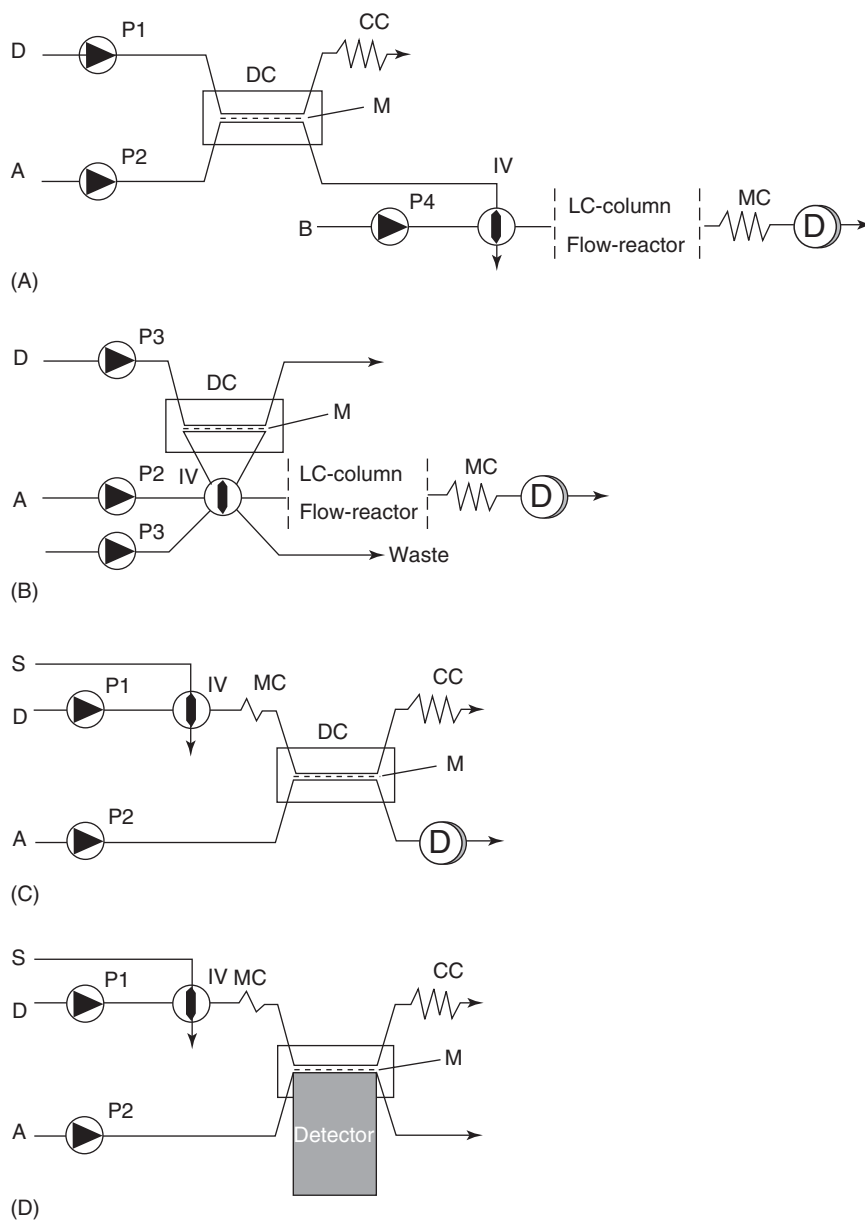 CC
P1
D
DC
M
P2
A
IV
P4
B
LC-column
Flow-reactor
MC
D
(A)
P3
D
DC
M
P2
IV
A
LC-column
Flow-reactor
MC
D
P3
Waste
(B)
S
P1
IV
MC
CC
D
DC
M
P2
A
D
(C)
S
P1
IV
MC
CC
D
M
P2
A
Detector
(D)